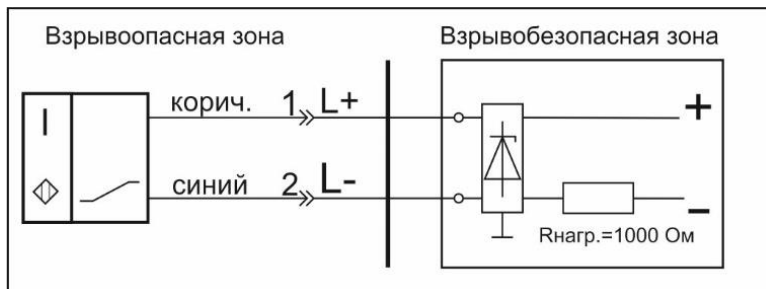 Взрывоопасная зона
Взрывобезопасная зона
I
корич. 1 L+
+
синий 2 L-
−
Rнагр.=1000 Ом